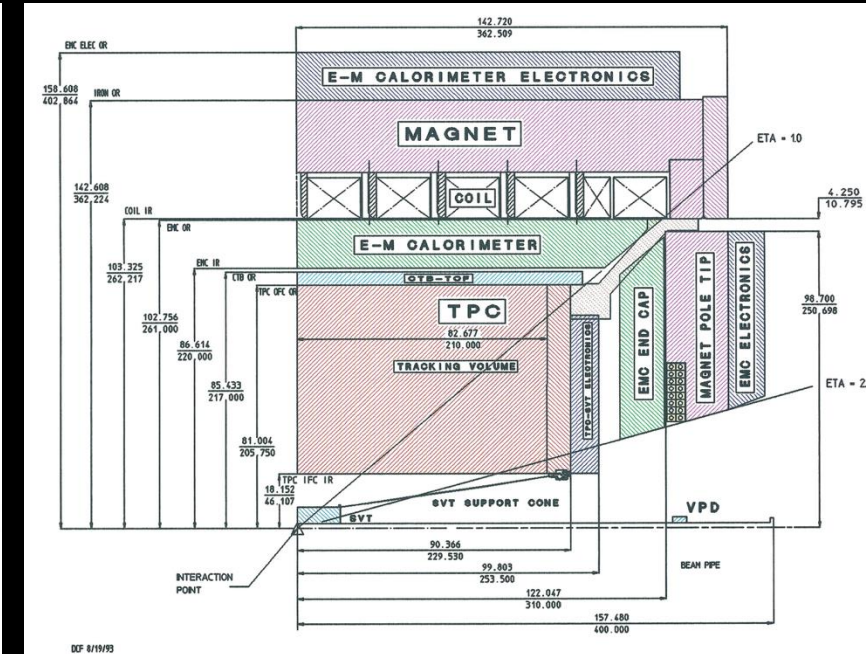 142.720
362.509
EMC ELEC OR
E-M CALORIMETER ELECTRONICS
158.608
402.864
IRON OR
MAGNET
ETA = 1.0
142.608
362.224
COIL
4.250
10.795
COIL IR
EMC OR
E-M CALORIMETER
103.325
262.217
EMC IR
CTB OR
CTB-TOF
TPC OFC OR
TPC
82.677
210.000
102.756
261.000
98.700
250.698
86.614
220.000
TRACKING VOLUME
TPC-SVT ELECTRONICS
EMC END CAP
MAGNET POLE TIP
EMC ELECTRONICS
85.433
217.000
ETA = 2.
81.004
205.750
TPC IFC IR
18.152
46.107
SVT SUPPORT CONE
VPD
SVT
90.366
229.530
BEAM PIPE
99.803
253.500
INTERACTION
POINT
122.047
310.000
157.480
400.000
DCF 8/19/93